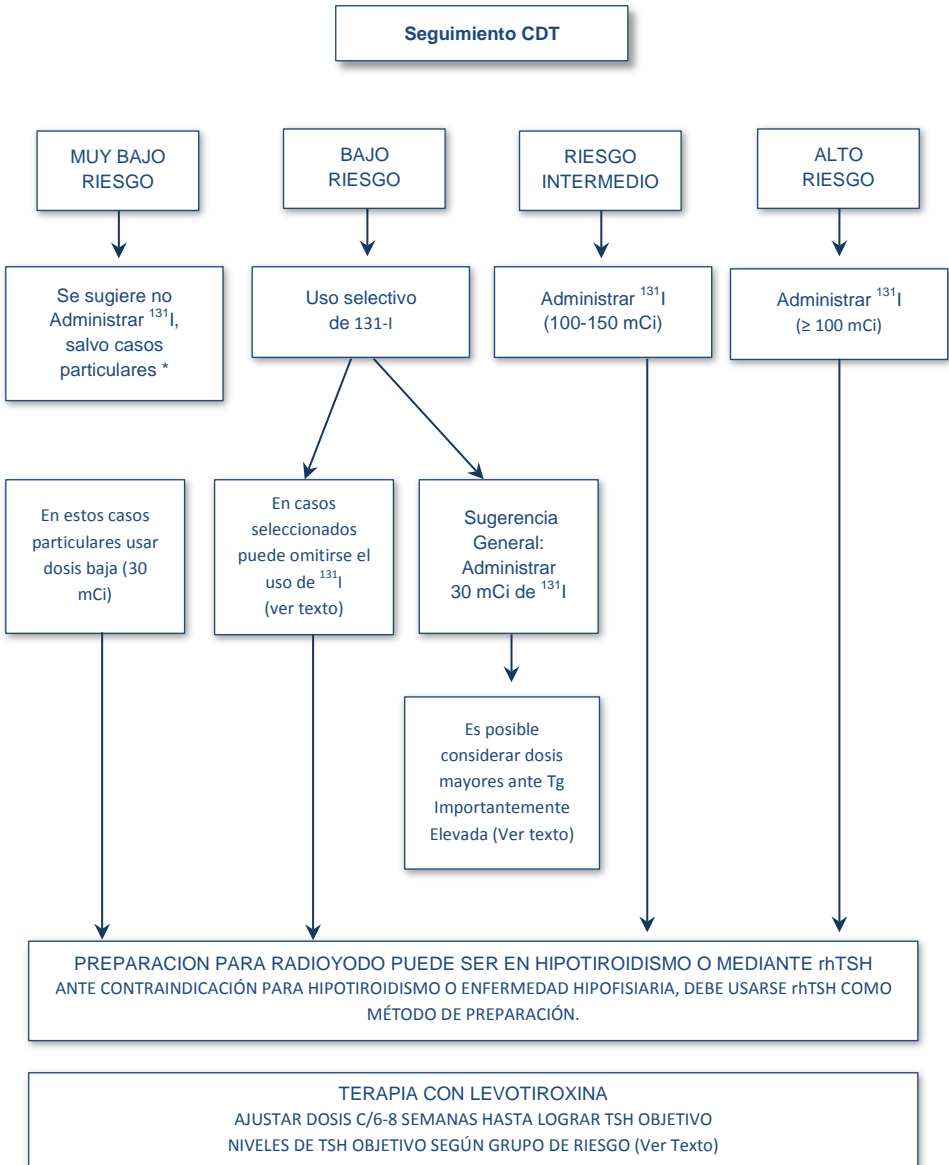 Seguimiento CDT
MUY BAJO
RIESGO
BAJO
RIESGO
RIESGO
INTERMEDIO
ALTO
RIESGO
Se sugiere no
Administrar ¹³¹I,
salvo casos
particulares *
Uso selectivo
de 131-I
Administrar ¹³¹I
(100-150 mCi)
Administrar ¹³¹I
(≥ 100 mCi)
En estos casos
particulares usar
dosis baja (30
mCi)
En casos
seleccionados
puede omitirse el
uso de ¹³¹I
(ver texto)
Sugerencia
General:
Administrar
30 mCi de ¹³¹I
Es posible
considerar dosis
mayores ante Tg
Importantemente
Elevada (Ver texto)
PREPARACION PARA RADIOYODO PUEDE SER EN HIPOTIROIDISMO O MEDIANTE rhTSH
ANTE CONTRAINDICACIÓN PARA HIPOTIROIDISMO O ENFERMEDAD HIPOFISIARIA, DEBE USARSE rhTSH COMO
MÉTODO DE PREPARACIÓN.
TERAPIA CON LEVOTIROXINA
AJUSTAR DOSIS C/6-8 SEMANAS HASTA LOGRAR TSH OBJETIVO
NIVELES DE TSH OBJETIVO SEGÚN GRUPO DE RIESGO (Ver Texto)